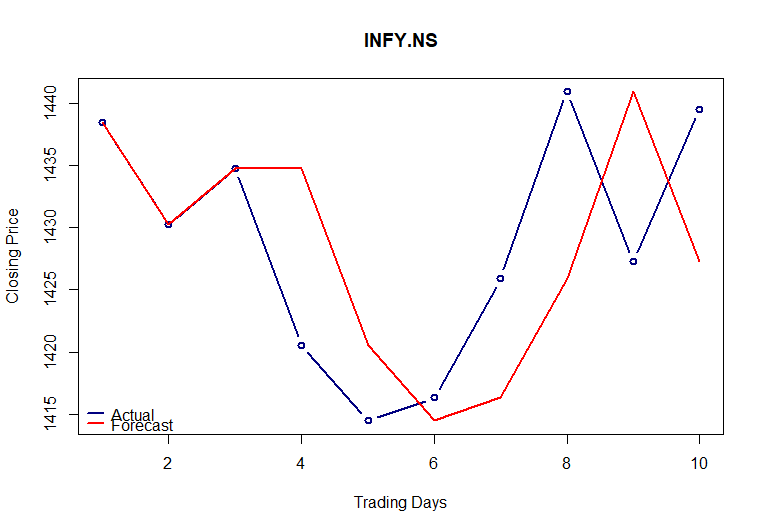 INFY.NS
Closing Price
1440
1435
1430
1425
1420
1415
Actual
Forecast
2 4 6 8 10
Trading Days